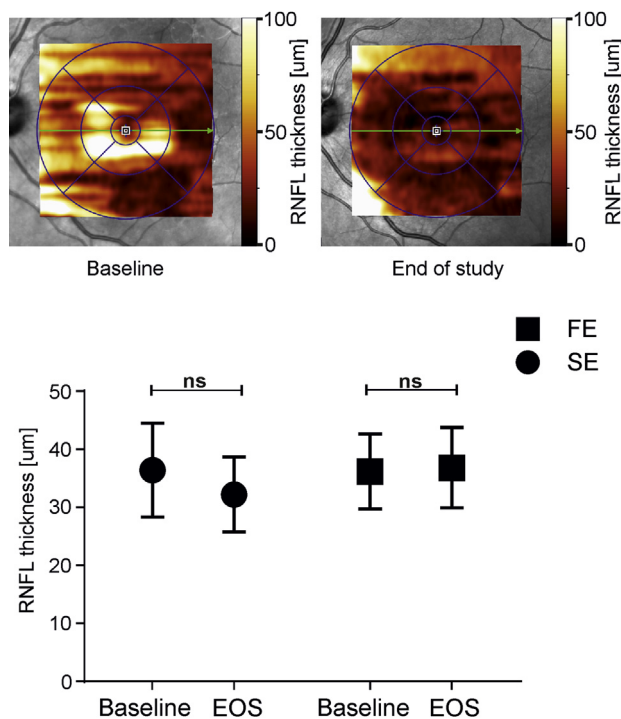 100
50
0
RNFL thickness [um]
100
50
0
RNFL thickness [um]
Baseline
End of study
FE
SE
ns
ns
50
40
30
20
10
0
RNFL thickness [um]
Baseline
EOS
Baseline
EOS